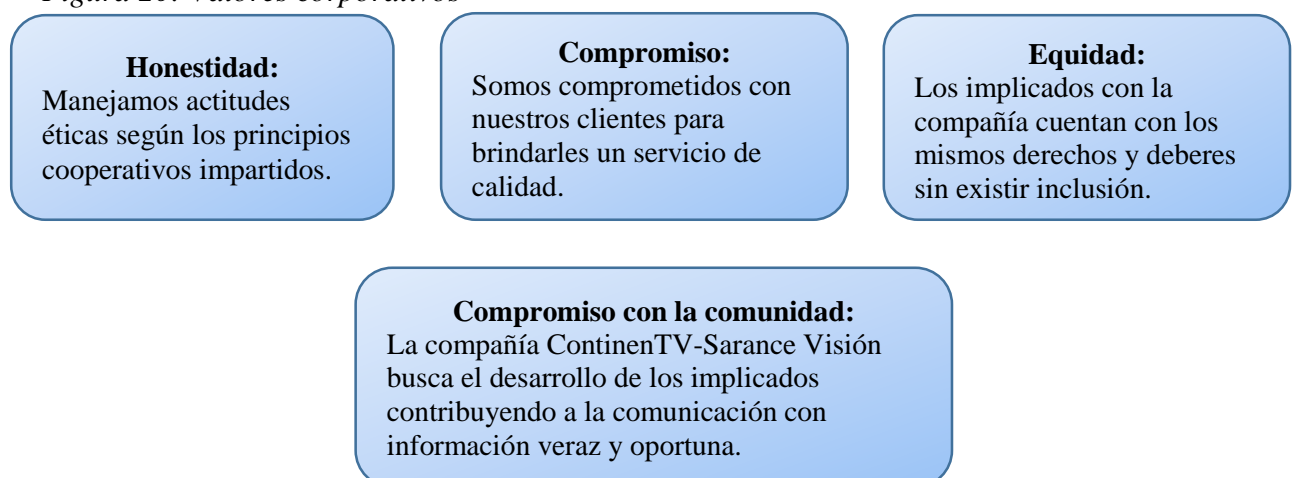 Figura 20. Valores corporativos
Honestidad:
Manejamos actitudes
éticas según los principios
cooperativos impartidos.
Compromiso:
Somos comprometidos con
nuestros clientes para
brindarles un servicio de
calidad.
Equidad:
Los implicados con la
compañía cuentan con los
mismos derechos y deberes
sin existir inclusión.
Compromiso con la comunidad:
La compañía ContinenTV-Sarance Visión
busca el desarrollo de los implicados
contribuyendo a la comunicación con
información veraz y oportuna.